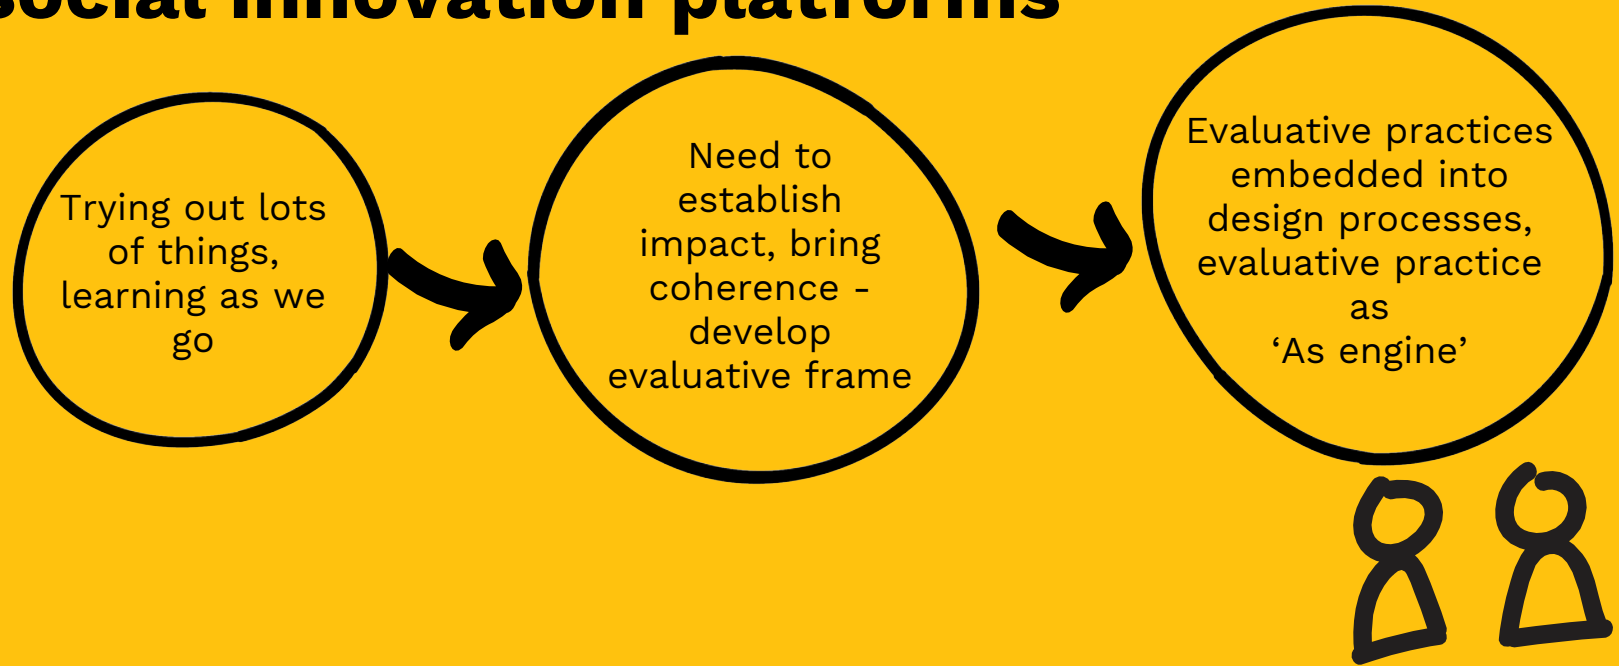 social innovation platforms
Trying out lots
of things,
learning as we
go
Need to
establish
impact, bring
coherence -
develop
evaluative frame
Evaluative practices
embedded into
design processes,
evaluative practice
as
‘As engine’